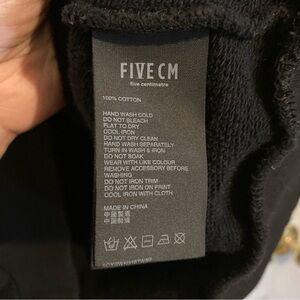 FIVE CM
five centimetre
100% COTTON
HAND WASH COLD
DO NOT BLEACH
FLAT TO DRY
COOL IRON
DO NOT DRY CLEAN
HAND WASH SEPARATELY
TURN IN WASH & IRON
DO NOT SOAK
WEAR WITH LIKE COLOUR
REMOVE ACCESSORY BEFORE
WASHING
DO NOT IRON TRIM
DO NOT IRON ON PRINT
COOL IRON WITH CLOTH
MADE IN CHINA
中國製造
中国制造